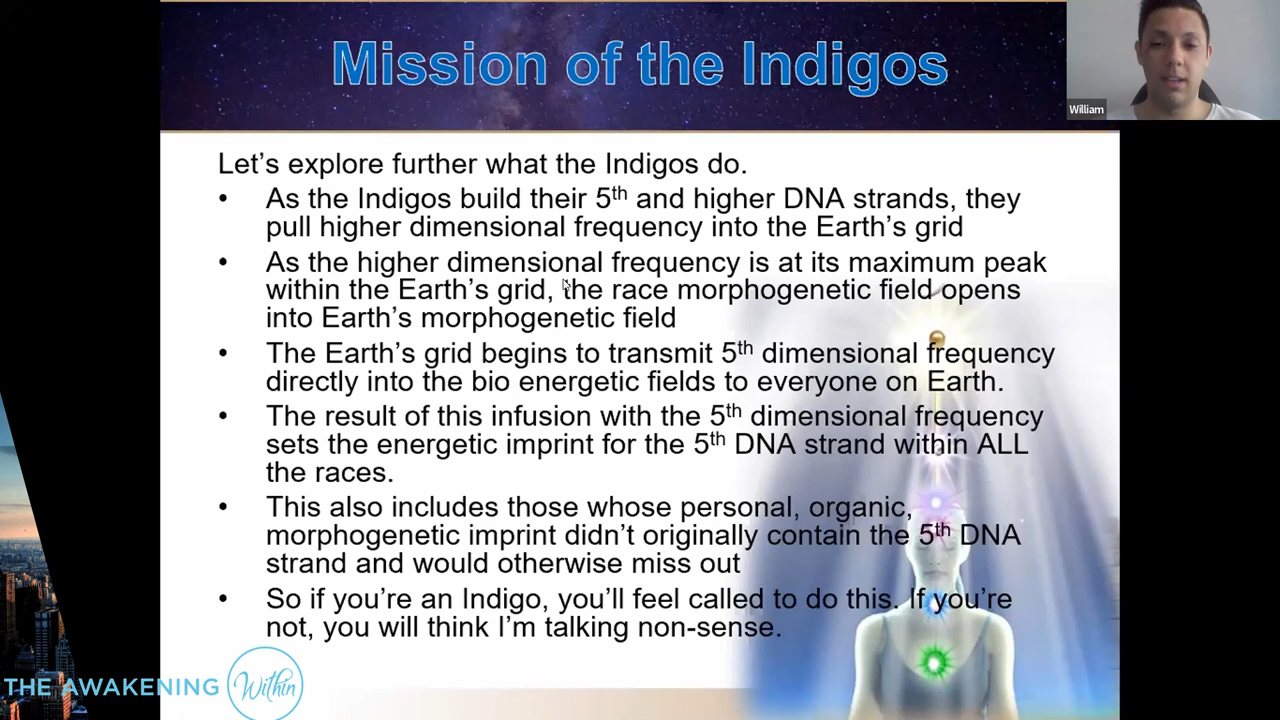 Mission of the Indigos
William
Let's explore further what the Indigos do.
• As the Indigos build their 5th and higher DNA strands, they
pull higher dimensional frequency into the Earth's grid
• As the higher dimensional frequency is at its maximum peak
within the Earth's grid, the race morphogenetic field opens
into Earth's morphogenetic field
• The Earth's grid begins to transmit 5th dimensional frequency
directly into the bio energetic fields to everyone on Earth.
• The result of this infusion with the 5th dimensional frequency
sets the energetic imprint for the 5th DNA strand within ALL
the races.
• This also includes those whose personal, organic,
morphogenetic imprint didn't originally contain the 5th DNA
strand and would otherwise miss out
• So if you're an Indigo, you'll feel called to do this. If you're
not, you will think I'm talking non-sense.
THE AWAKENING Within